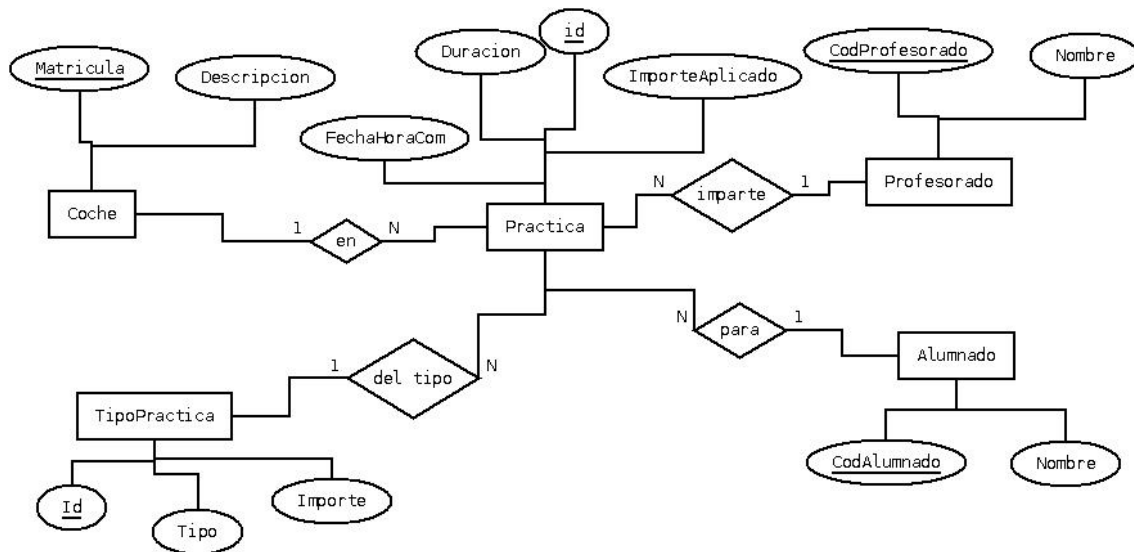 id
Duracion
CodProfesorado
Nombre
Matricula
Descripcion
ImporteAplicado
FechaHoraCom
N
imparte
1
Profesorado
Coche
Practica
1
en
N
N
para
1
Alumnado
1
del tipo
N
TipoPractica
CodAlumnado
Nombre
Id
Importe
Tipo